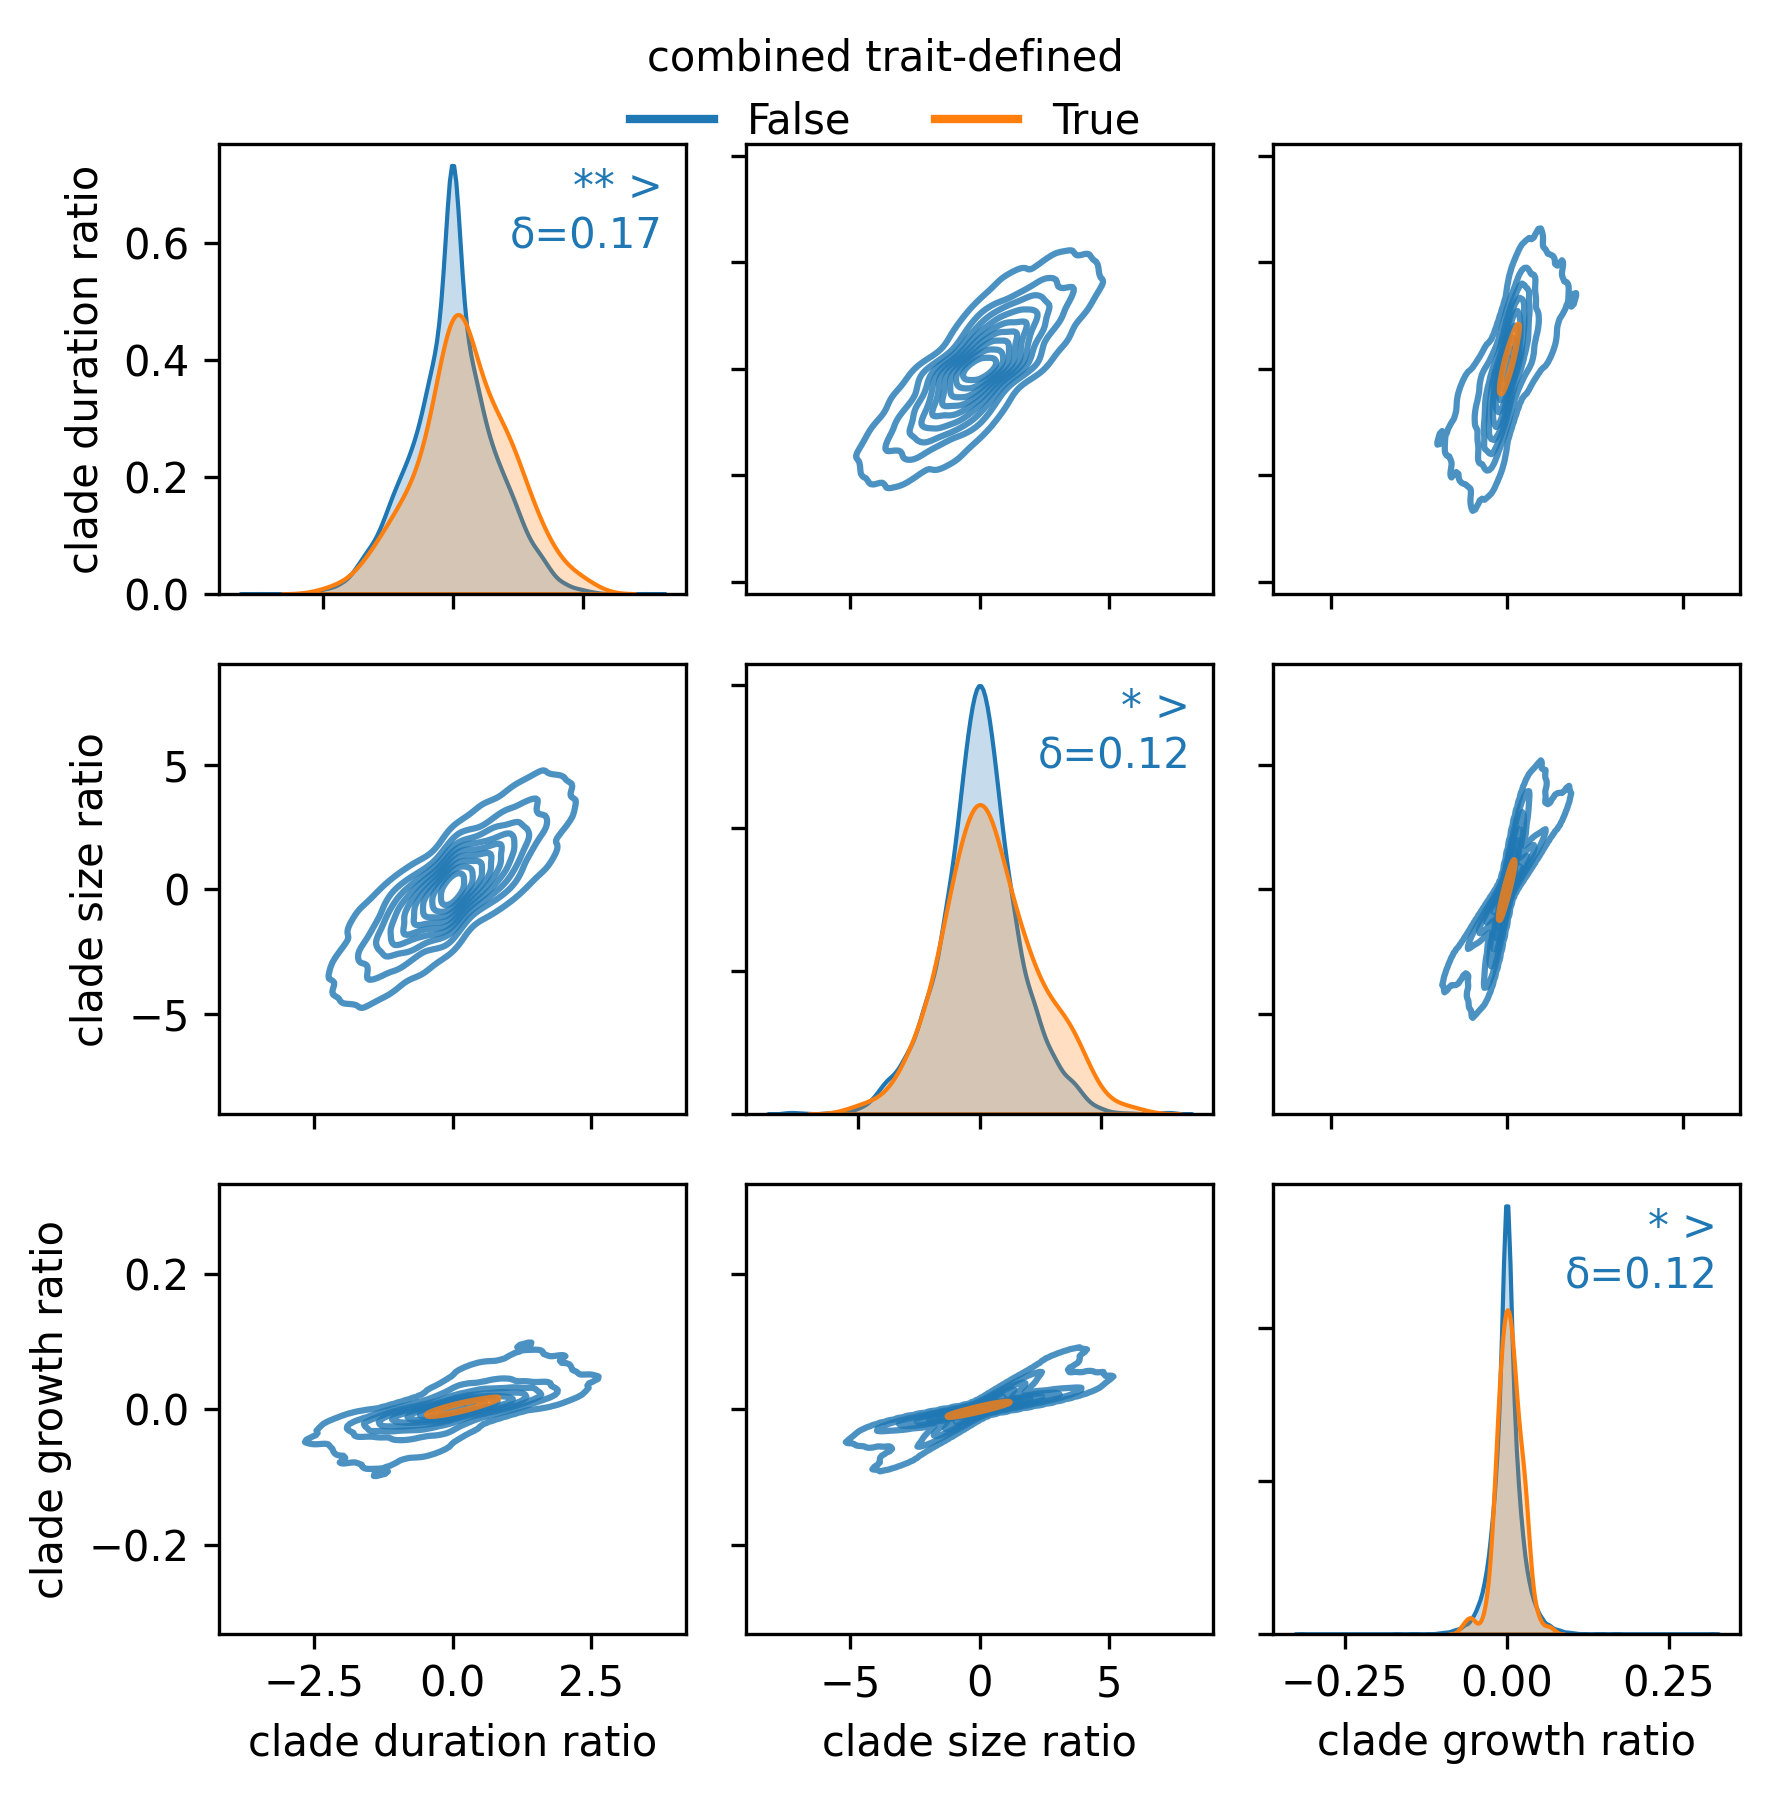 combined trait-defined
False True
clade duration ratio
0.6
0.4
0.2
0.0
** >
δ=0.17
clade size ratio
5
0
−5
* >
δ=0.12
clade growth ratio
0.2
0.0
−0.2
* >
δ=0.12
−2.5 0.0 2.5
−5 0 5
−0.25 0.00 0.25
clade duration ratio
clade size ratio
clade growth ratio